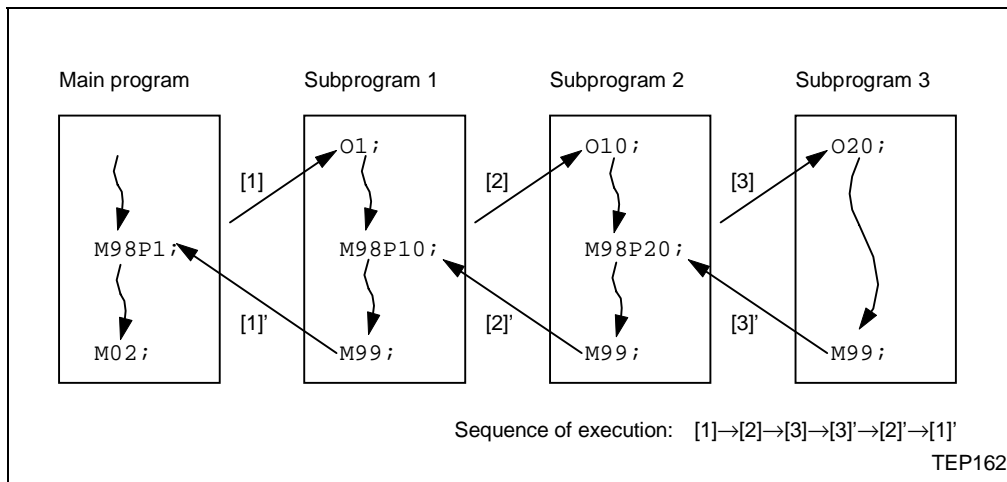 Main program Subprogram 1 Subprogram 2 Subprogram 3
O1; O10; O20;
[1] [2] [3]
M98P1; M98P10; M98P20;
[1]’ [2]’ [3]’
M02; M99; M99; M99;
Sequence of execution: [1]→[2]→[3]→[3]’→[2]’→[1]’
TEP162